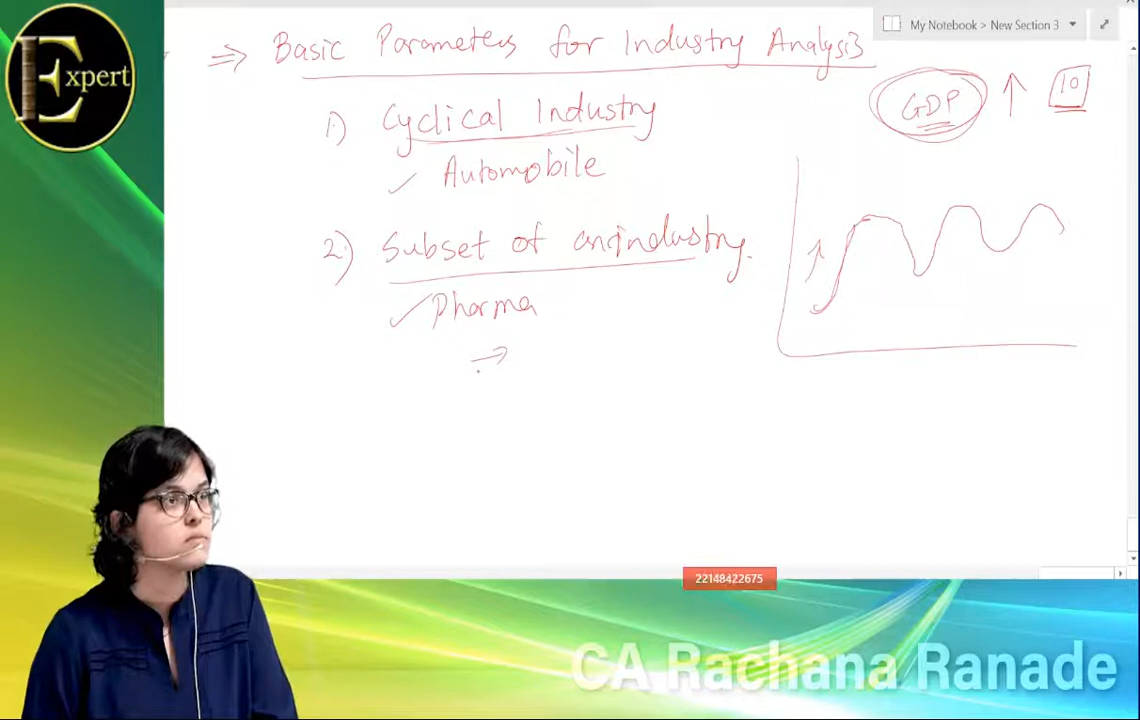 Expert
My Notebook > New Section 3
⇒ Basic Parameters for Industry Analysis
GDP ↑ 10
1) Cyclical Industry
✓ Automobile
2) Subset of an industry.
✓ Pharma
→
22148422675
CA Rachana Ranade